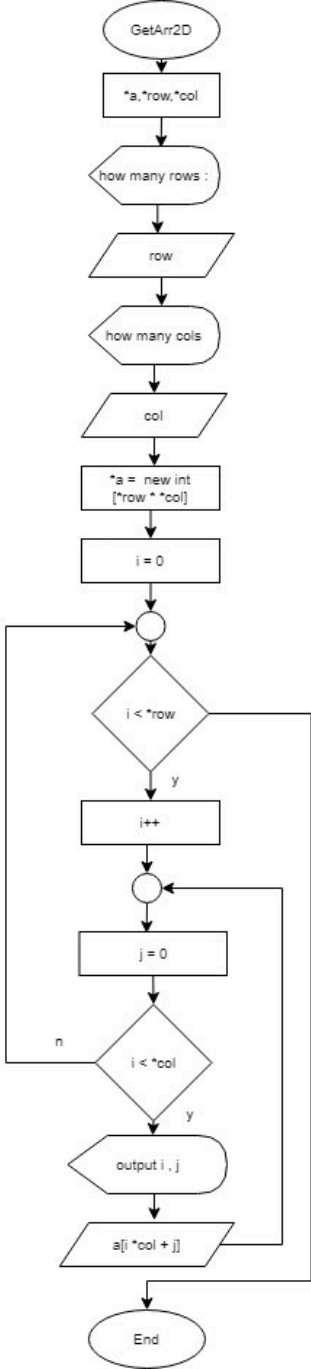 GetArr2D
*a,*row,*col
how many rows :
row
how many cols
col
*a =  new int
[*row * *col]
i = 0
i < *row
y
i++
j = 0
n
i < *col
y
output i , j
a[i *col + j]
End